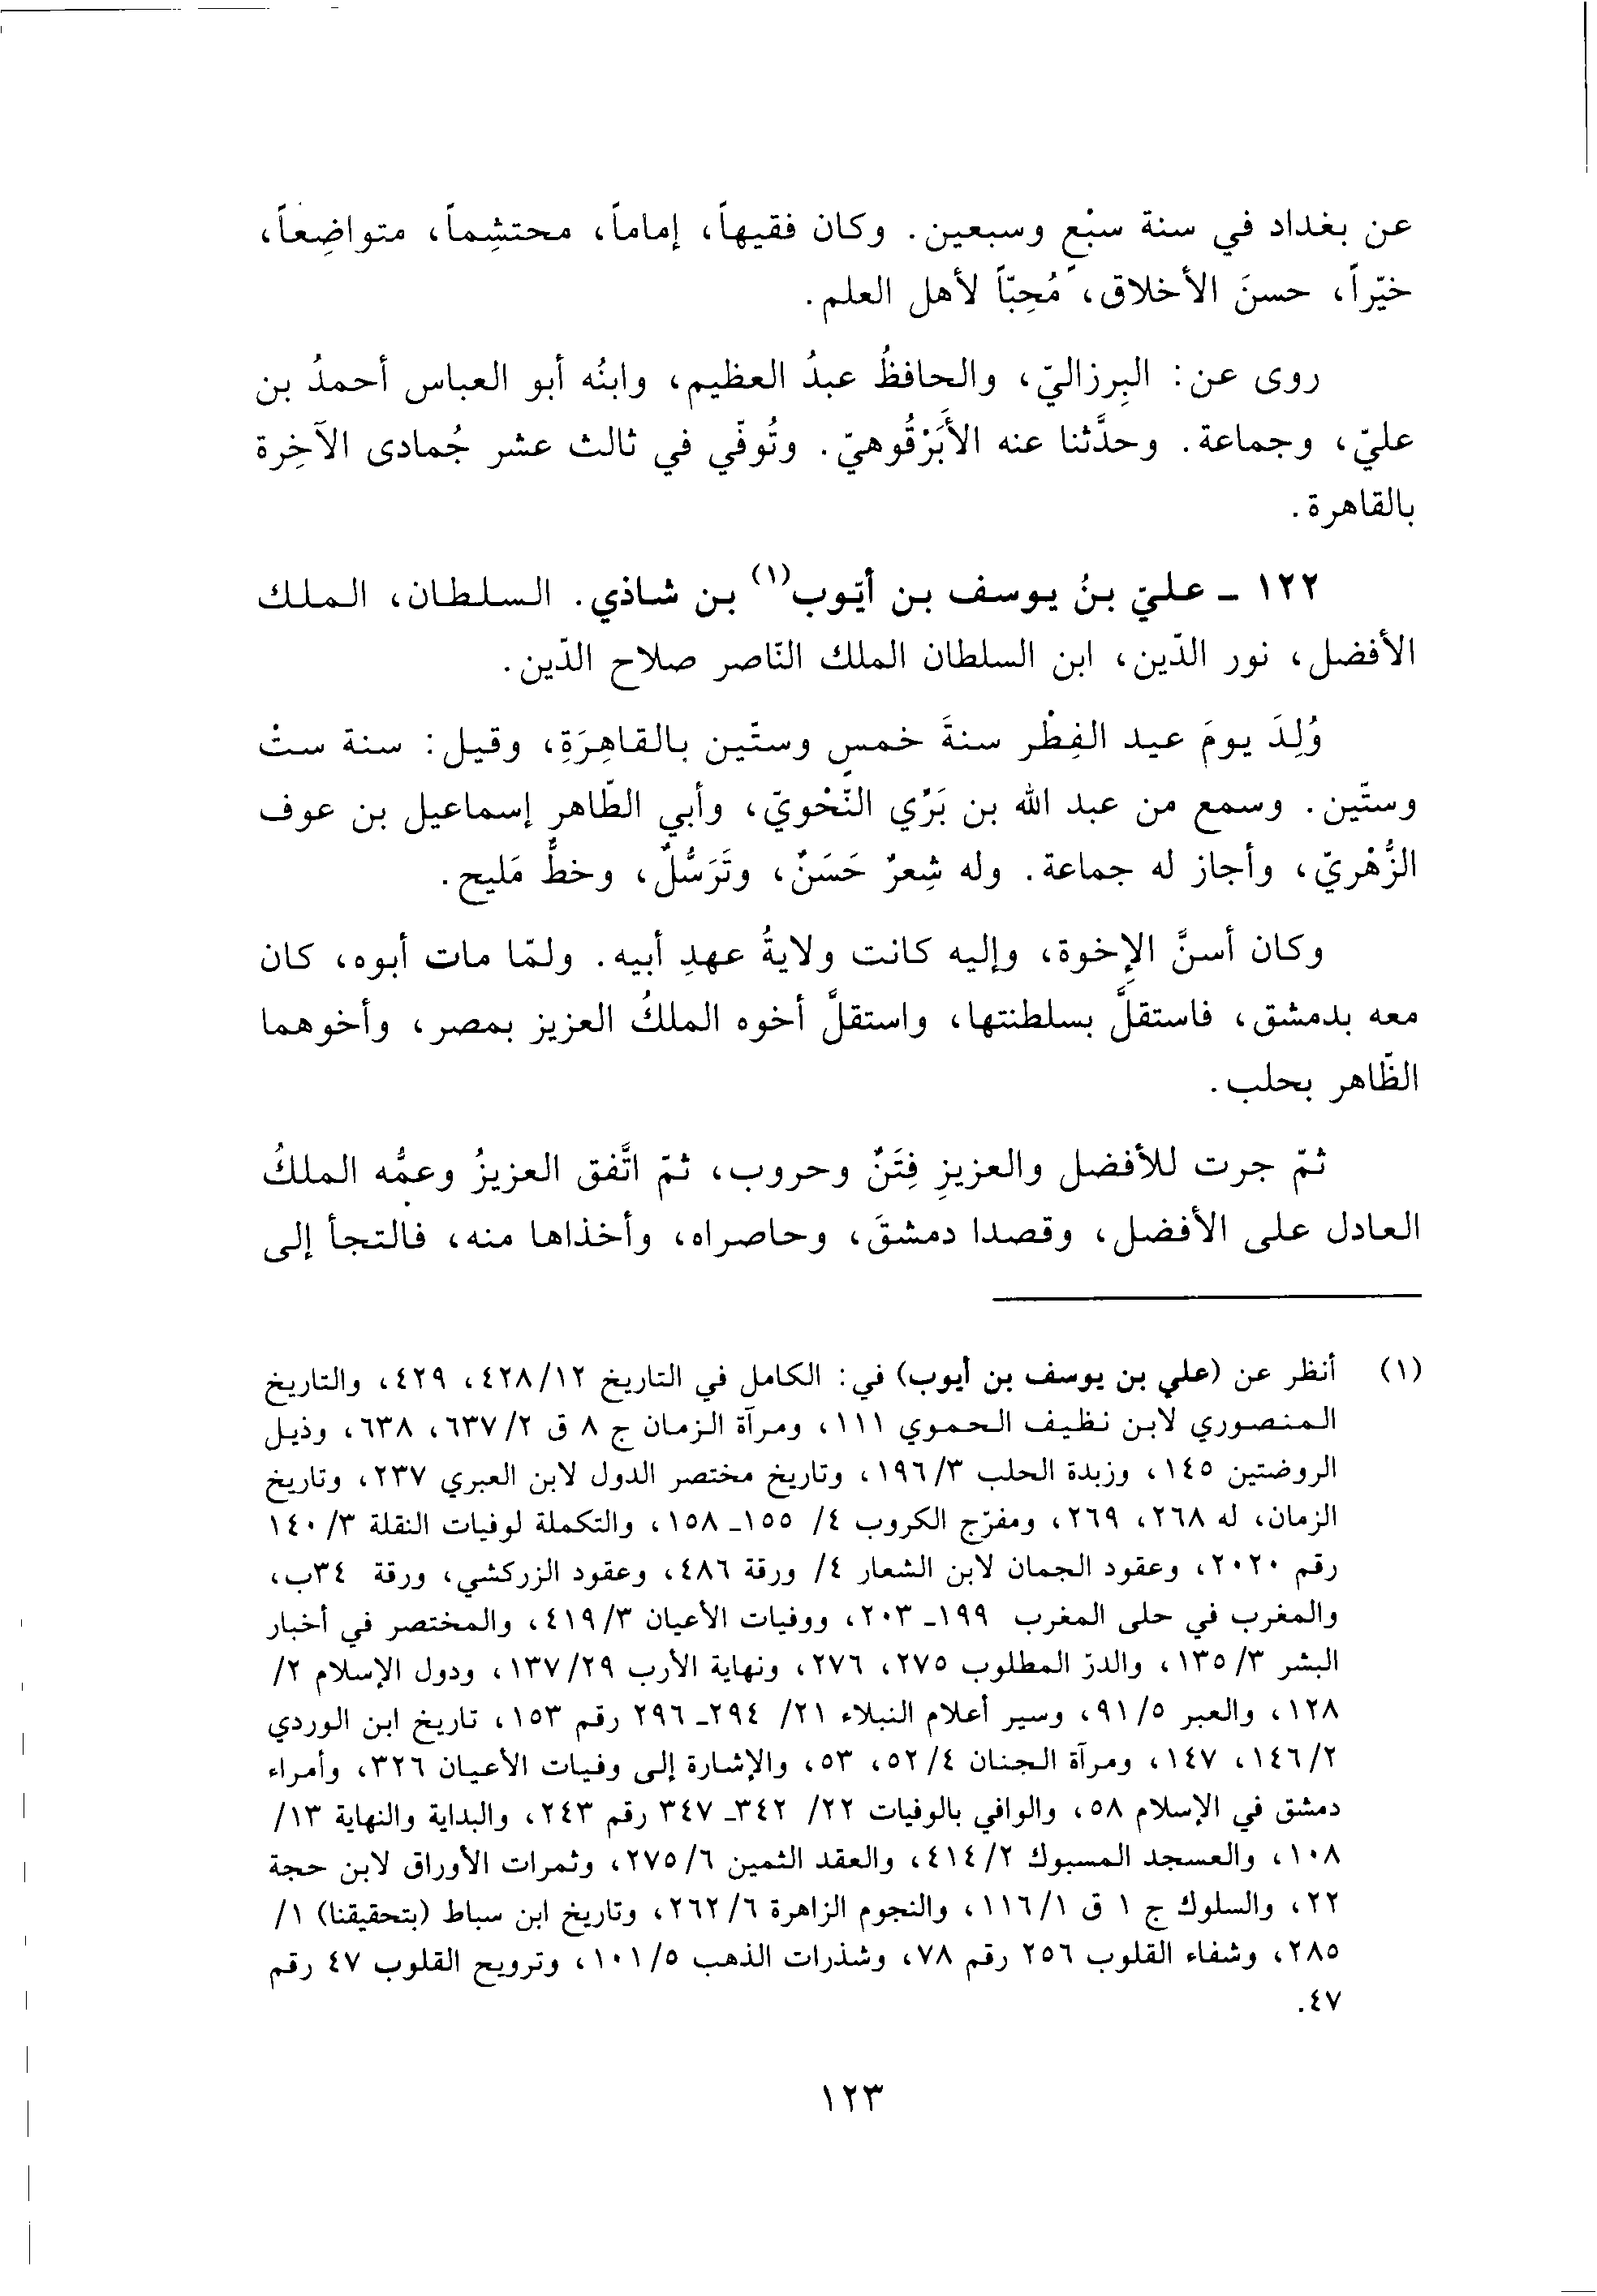 عن بغداد في سنة سبْعٍ وسبعين. وكان فقيهاً، إماماً، محتشِماً، متواضِعاً،
خيّراً، حسنَ الأخلاق، مُحِبّاً لأهل العلم.
روى عن: البِرزاليّ، والحافظُ عبدُ العظيم، وابنُه أبو العباس أحمدُ بن
عليّ، وجماعة. وحدَّثنا عنه الأَبَرْقُوهيّ. وتُوفّي في ثالث عشر جُمادى الآخِرة
بالقاهرة.
١٢٢ - عليّ بنُ يوسف بن أيّوب(١) بن شاذي. السلطان، الملك
الأفضل، نور الدّين، ابن السلطان الملك النّاصر صلاح الدّين.
وُلِدَ يومَ عيد الفِطْر سنةَ خمسٍ وستّين بالقاهِرَةِ، وقيل: سنة ستْ
وستّين. وسمع من عبد الله بن بَرّي النّحْويّ، وأبي الطّاهر إسماعيل بن عوف
الزُّهْريّ، وأجاز له جماعة. وله شِعرٌ حَسَنٌ، وتَرَسُّلٌ، وخطٌّ مَليح.
وكان أسنَّ الإخوة، وإليه كانت ولايةُ عهدِ أبيه. ولمّا مات أبوه، كان
معه بدمشق، فاستقلَّ بسلطنتها، واستقلَّ أخوه الملكُ العزيز بمصر، وأخوهما
الظّاهر بحلب.
ثمّ جرت للأفضل والعزيزِ فِتَنٌ وحروب، ثمّ اتَّفق العزيزُ وعمُّه الملكُ
العادل على الأفضل، وقصدا دمشقَ، وحاصراه، وأخذاها منه، فالتجأ إلى
(١) أنظر عن (علي بن يوسف بن أيوب) في: الكامل في التاريخ ٤٢٨/١٢، ٤٢٩، والتاريخ
المنصوري لابن نظيف الحموي ١١١، ومرآة الزمان ج ٨ ق ٢/ ٦٣٧، ٦٣٨، وذيل
الروضتين ١٤٥، وزبدة الحلب ١٩٦/٣، وتاريخ مختصر الدول لابن العبري ٢٣٧، وتاريخ
الزمان، له ٢٦٨، ٢٦٩، ومفرّج الكروب ٤/ ١٥٥- ١٥٨، والتكملة لوفيات النقلة ٣/ ١٤٠
رقم ٢٠٢٠، وعقود الجمان لابن الشعار ٤/ ورقة ٤٨٦، وعقود الزركشي، ورقة ٣٤ب،
والمغرب في حلى المغرب ١٩٩- ٢٠٣، ووفيات الأعيان ٤١٩/٣، والمختصر في أخبار
البشر ١٣٥/٣، والدرّ المطلوب ٢٧٥، ٢٧٦، ونهاية الأرب ١٣٧/٢٩، ودول الإسلام ٢/
١٢٨، والعبر ٩١/٥، وسير أعلام النبلاء ٢١/ ٢٩٤- ٢٩٦ رقم ١٥٣، تاريخ ابن الوردي
١٤٦/٢، ١٤٧، ومرآة الجنان ٥٢/٤، ٥٣، والإشارة إلى وفيات الأعيان ٣٢٦، وأمراء
دمشق في الإسلام ٥٨، والوافي بالوفيات ٢٢/ ٣٤٢- ٣٤٧ رقم ٢٤٣، والبداية والنهاية ١٣/
١٠٨، والعسجد المسبوك ٤١٤/٢، والعقد الثمين ٢٧٥/٦، وثمرات الأوراق لابن حجة
٢٢، والسلوك ج ١ ق ١١٦/١، والنجوم الزاهرة ٢٦٢/٦، وتاريخ ابن سباط (بتحقيقنا) ١/
٢٨٥، وشفاء القلوب ٢٥٦ رقم ٧٨، وشذرات الذهب ١٠١/٥، وترويح القلوب ٤٧ رقم
٤٧.
١٢٣